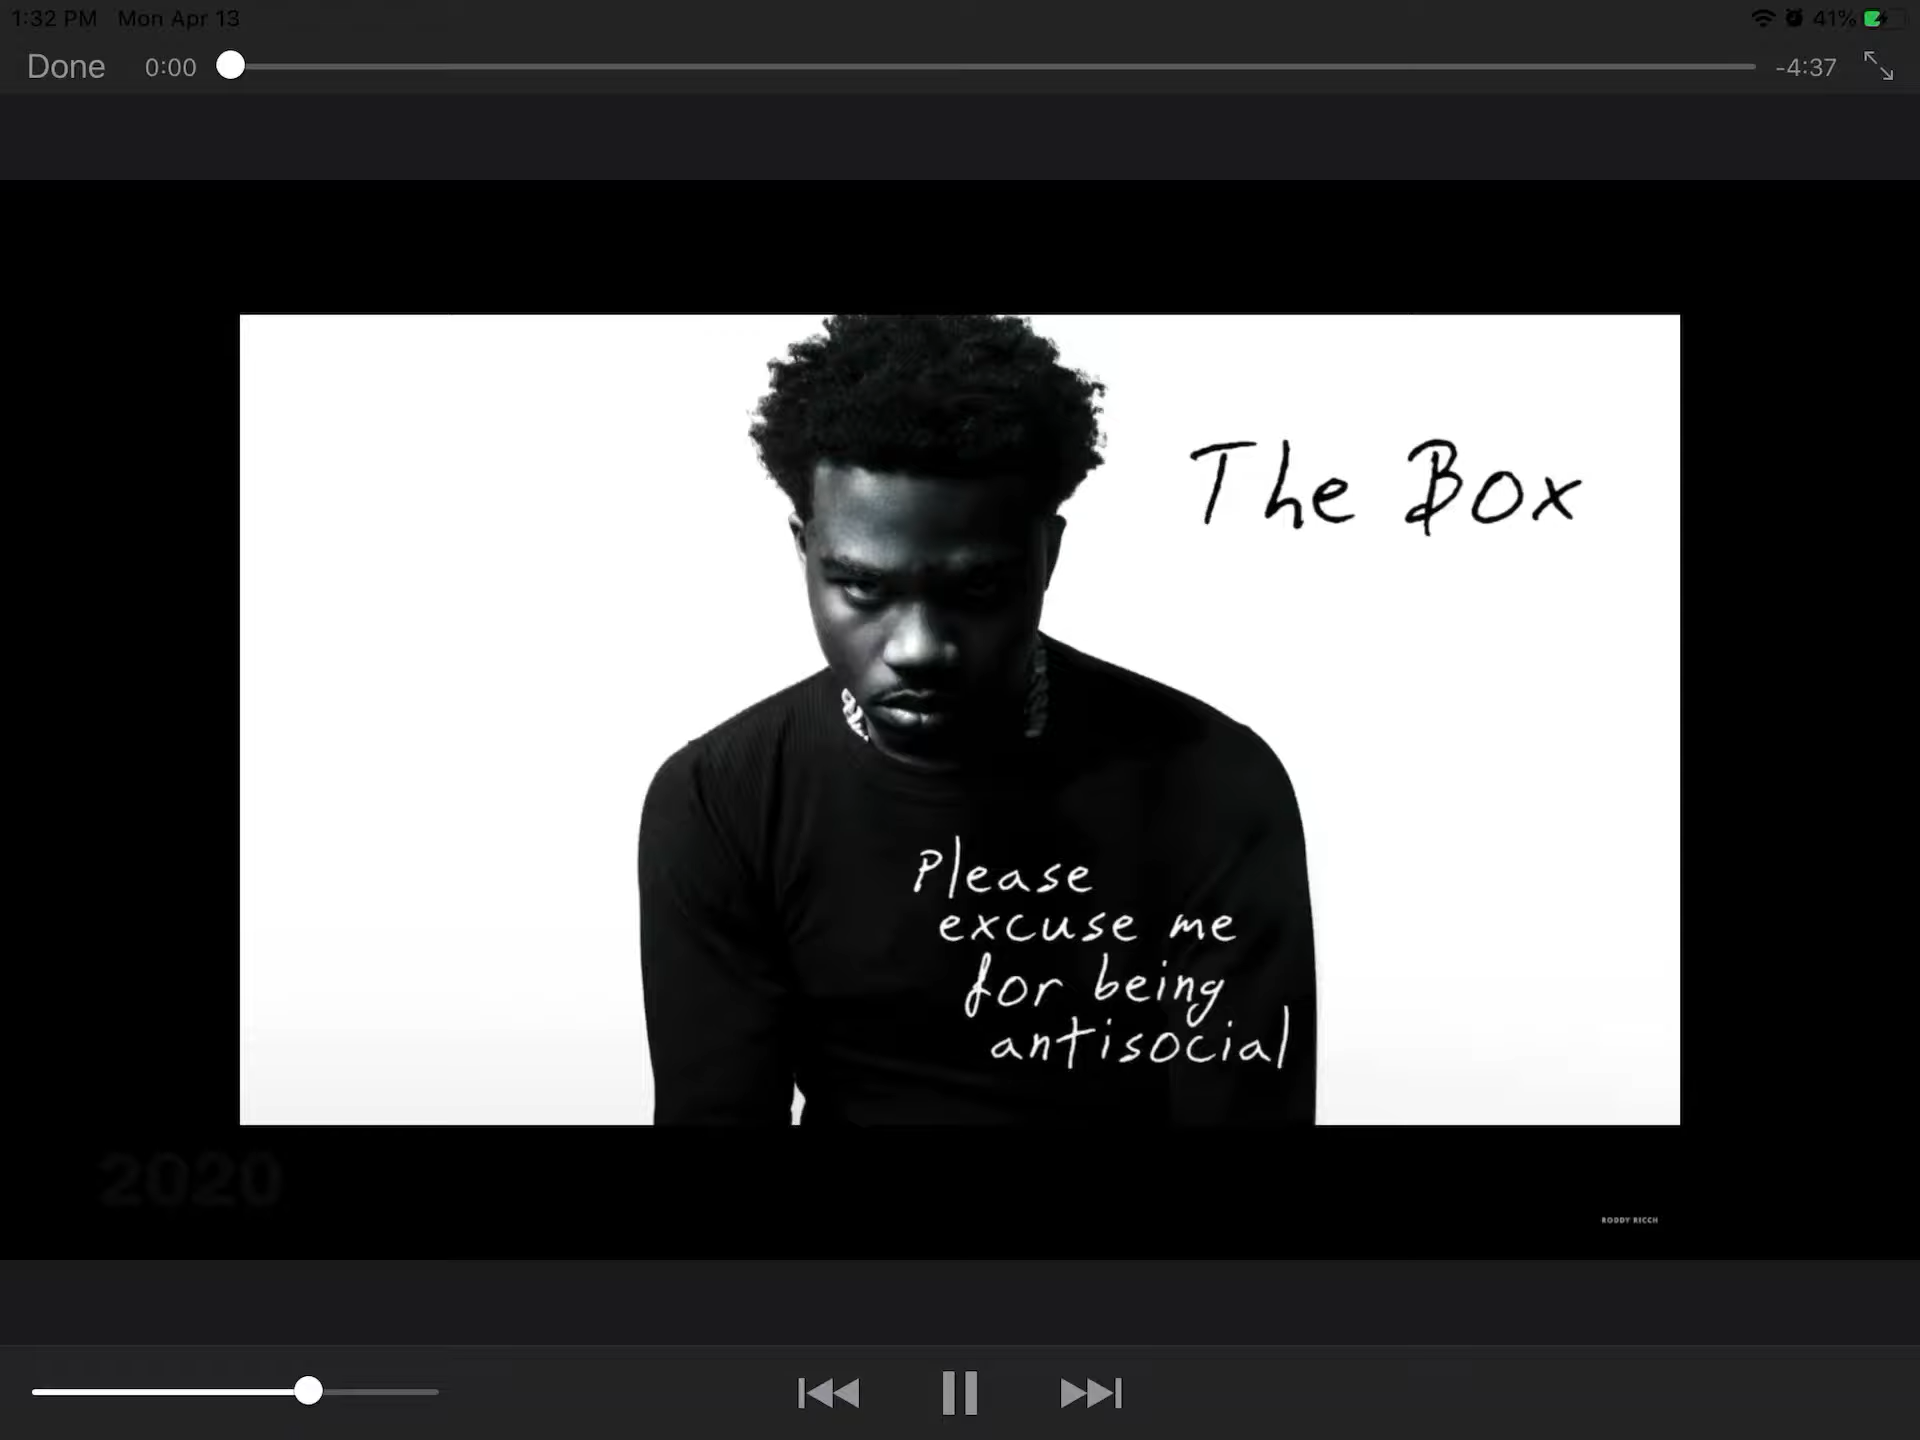 1:32 PM Mon Apr 13
41%
Done 0:00 -4:37
The Box
Please
excuse me
for being
antisocial
2020
RODDY RICCH